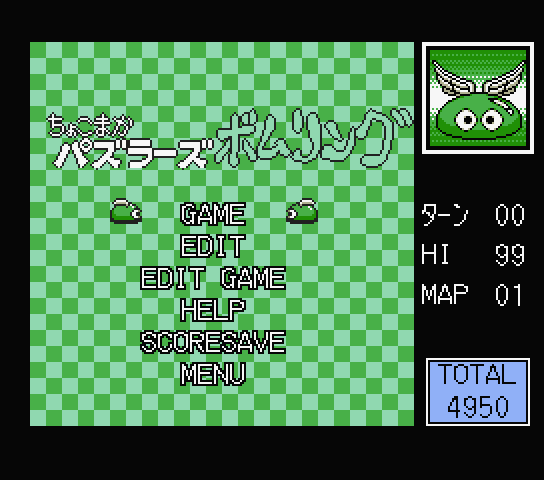 ちょこまか
パズラーズボムリング
GAME
EDIT
EDIT GAME
HELP
SCORESAVE
MENU
ターン 00
HI 99
MAP 01
TOTAL
4950